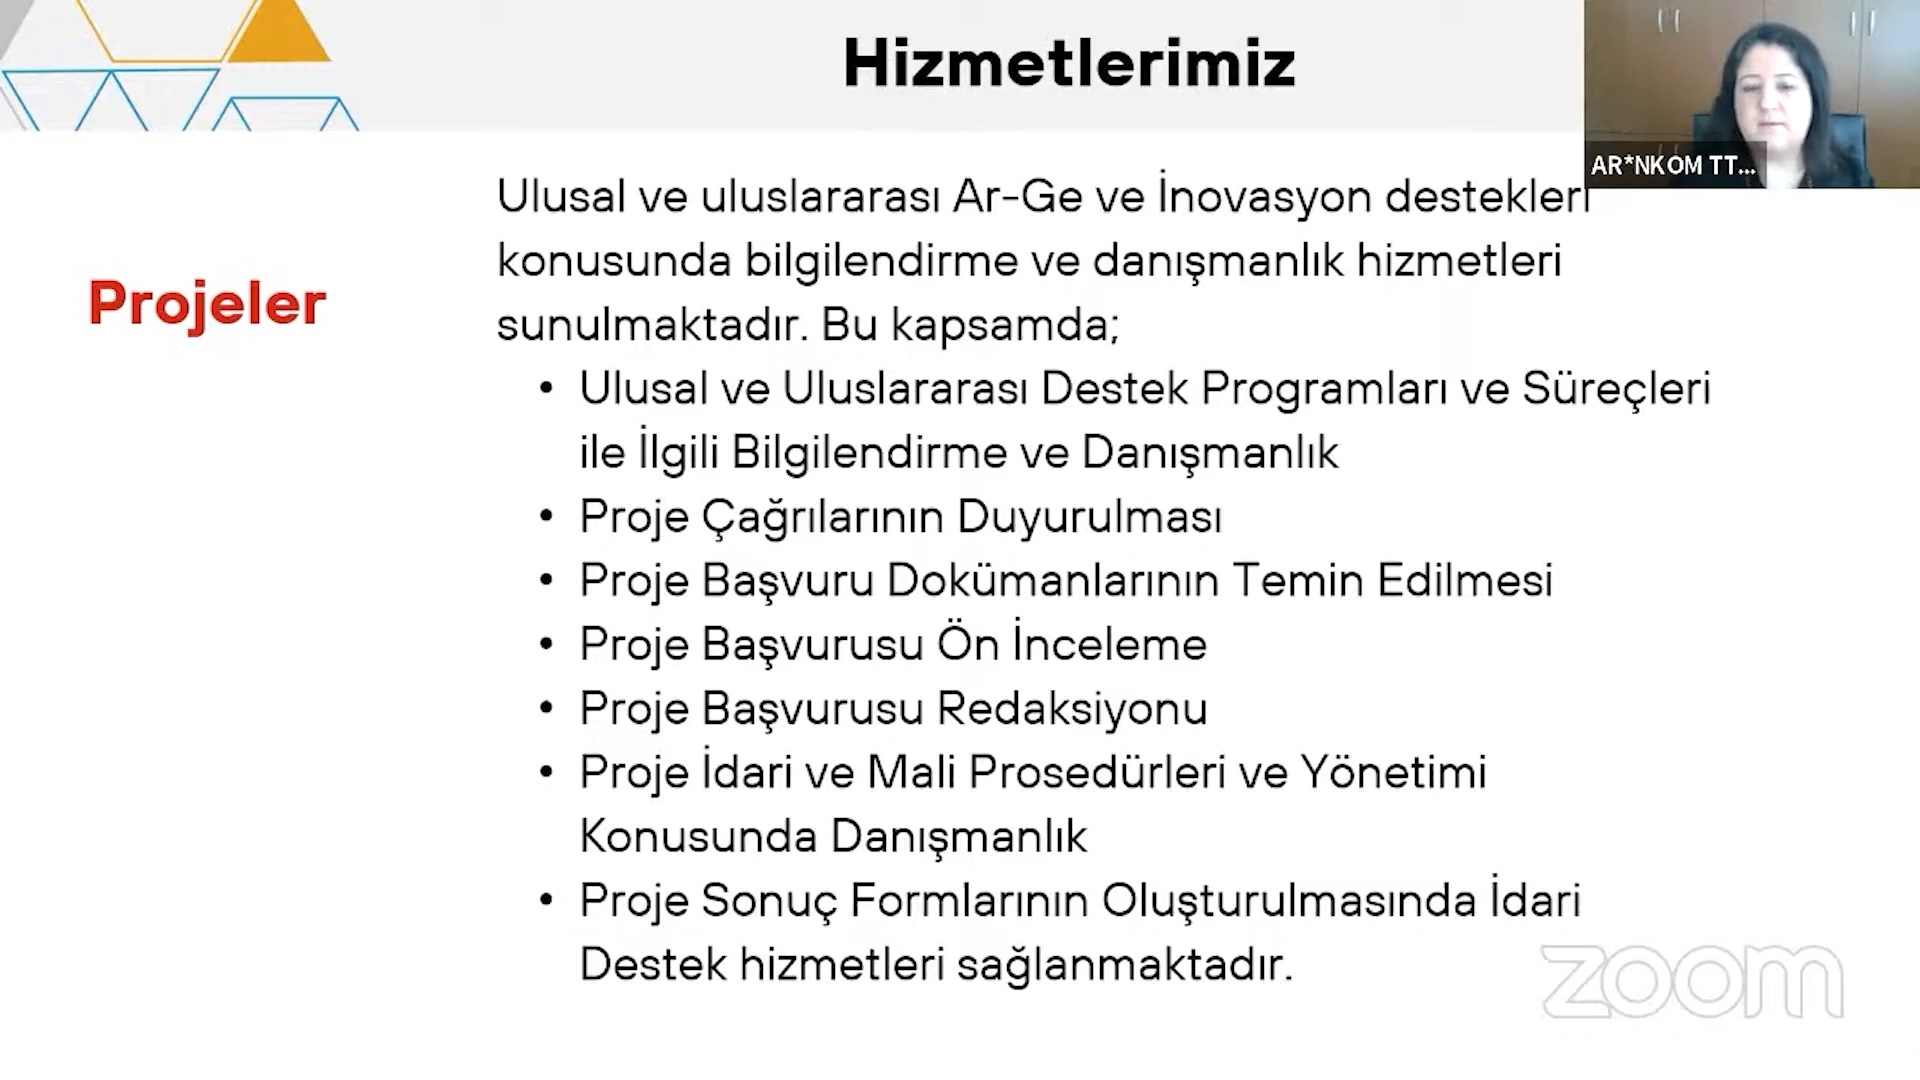 Hizmetlerimiz
AR*NKOM TT...
Projeler
Ulusal ve uluslararası Ar-Ge ve İnovasyon destekleri
konusunda bilgilendirme ve danışmanlık hizmetleri
sunulmaktadır. Bu kapsamda;
• Ulusal ve Uluslararası Destek Programları ve Süreçleri
ile İlgili Bilgilendirme ve Danışmanlık
• Proje Çağrılarının Duyurulması
• Proje Başvuru Dokümanlarının Temin Edilmesi
• Proje Başvurusu Ön İnceleme
• Proje Başvurusu Redaksiyonu
• Proje İdari ve Mali Prosedürleri ve Yönetimi
Konusunda Danışmanlık
• Proje Sonuç Formlarının Oluşturulmasında İdari
Destek hizmetleri sağlanmaktadır.
zoom